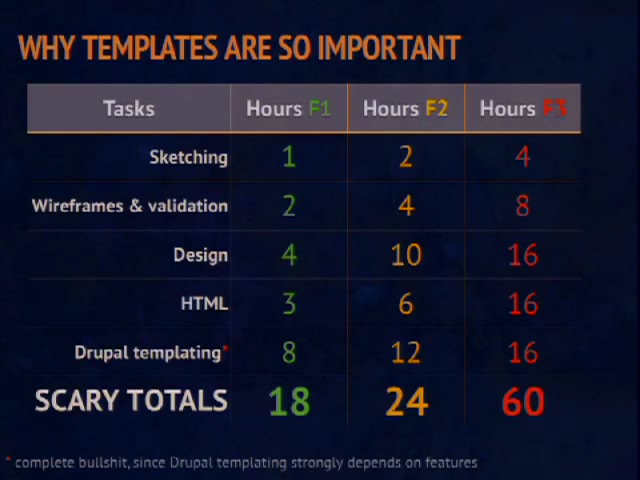 WHY TEMPLATES ARE SO IMPORTANT
Tasks Hours F1 Hours F2 Hours F3
Sketching 1 2 4
Wireframes & validation 2 4 8
Design 4 10 16
HTML 3 6 16
Drupal templating* 8 12 16
SCARY TOTALS 18 24 60
* complete bullshit, since Drupal templating strongly depends on features